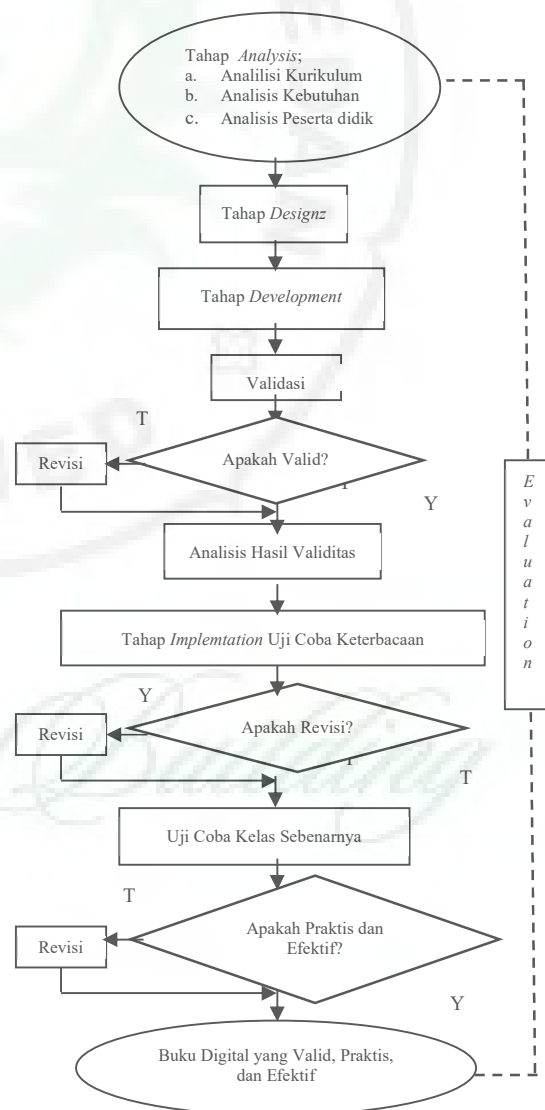 Tahap Analysis;
a. Analilisi Kurikulum
b. Analisis Kebutuhan
c. Analisis Peserta didik
Tahap Designz
Tahap Development
Validasi
T
Revisi
Apakah Valid?
Y
Analisis Hasil Validitas
Tahap Implemtation Uji Coba Keterbacaan
Y
Revisi
Apakah Revisi?
T
Uji Coba Kelas Sebenarnya
T
Revisi
Apakah Praktis dan
Efektif?
Y
Buku Digital yang Valid, Praktis,
dan Efektif
E
v
a
l
u
a
t
i
o
n
Building